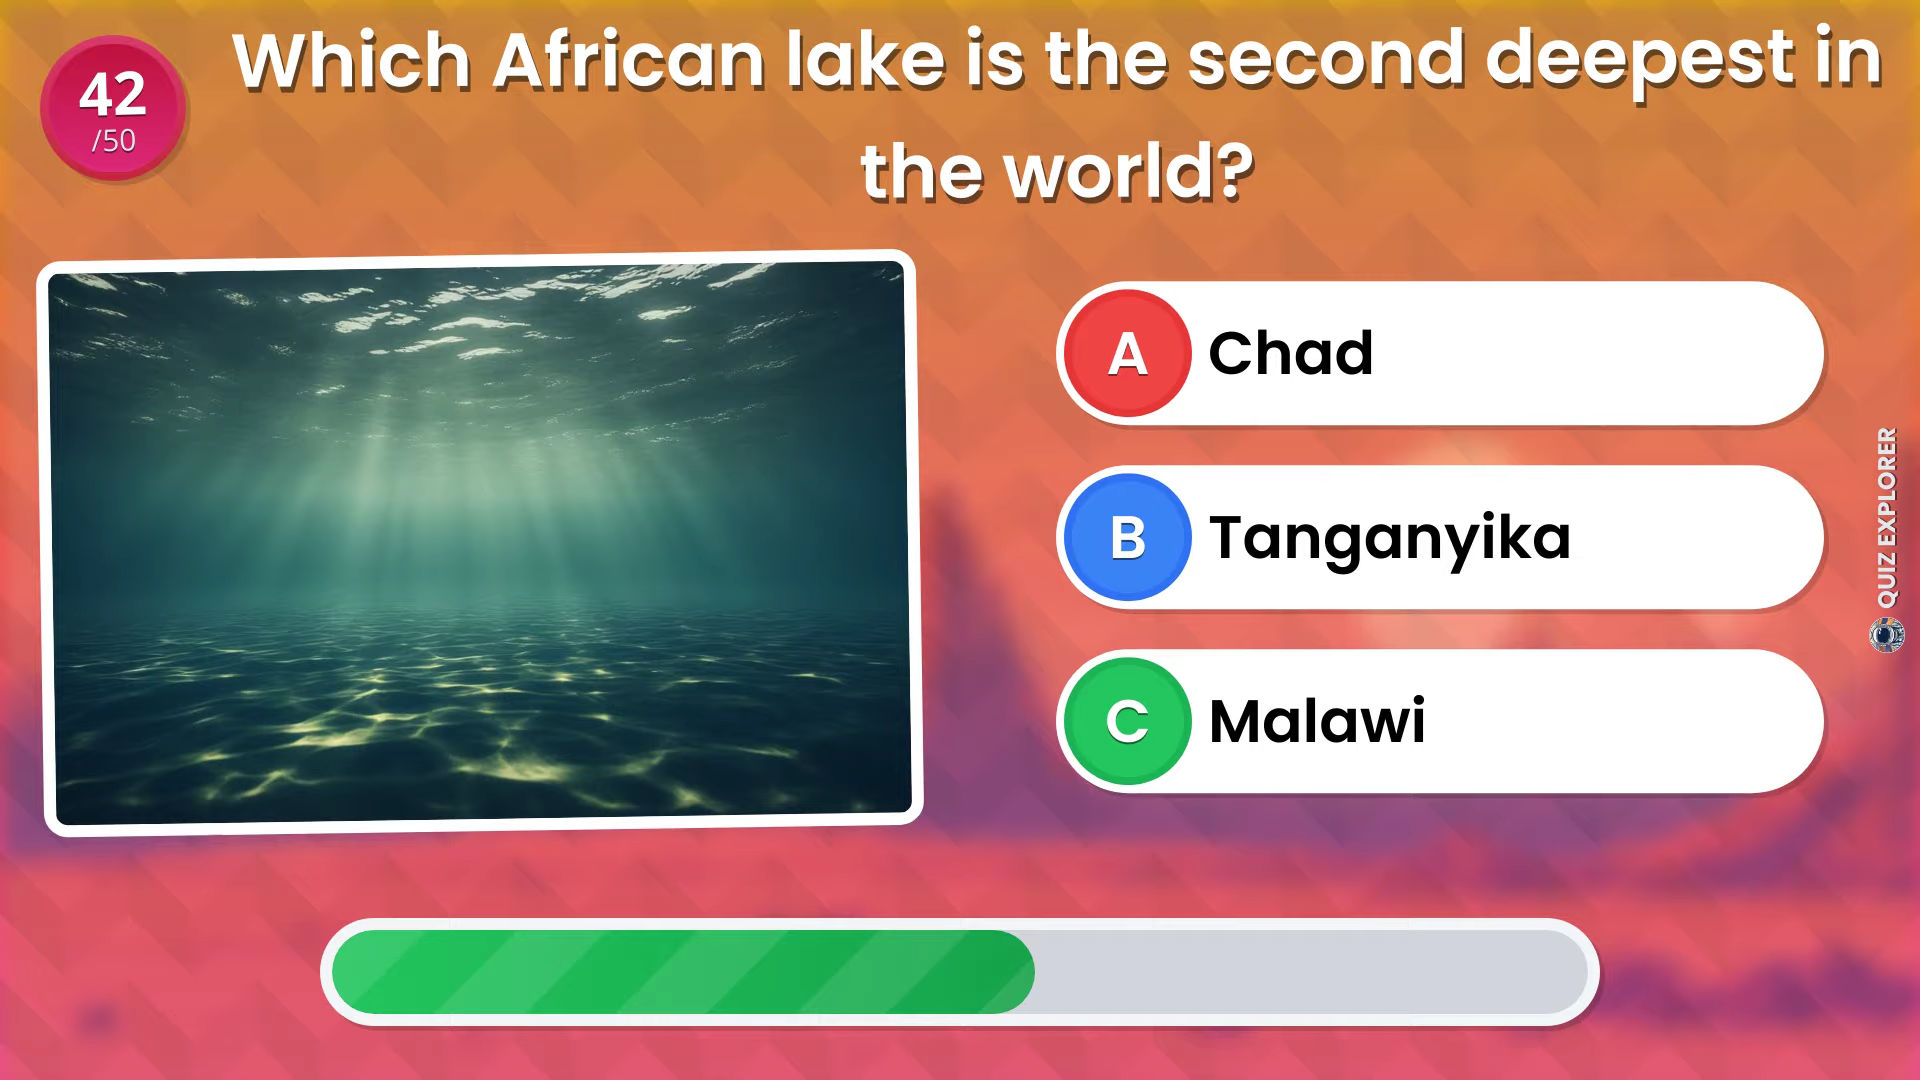 42
/50
Which African lake is the second deepest in
the world?
A Chad
B Tanganyika
C Malawi
QUIZ EXPLORER